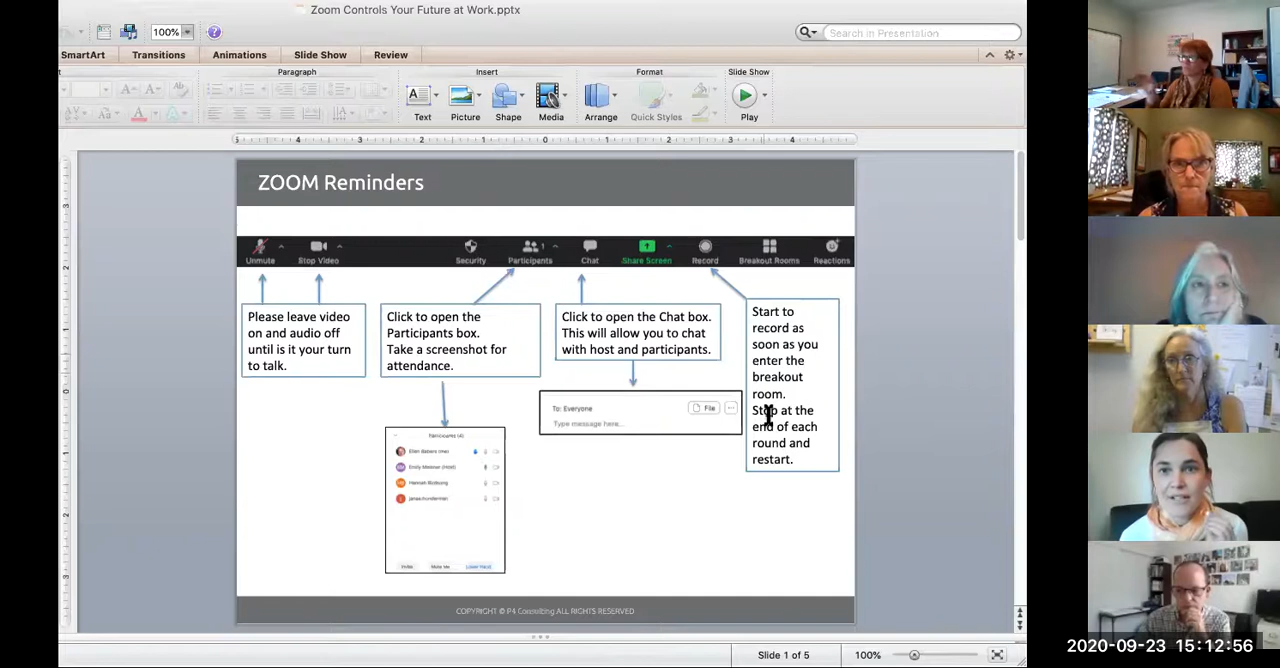 Zoom Controls Your Future at Work.pptx
100%
Search in Presentation
SmartArt Transitions Animations Slide Show Review
Paragraph Insert Format Slide Show
Text Picture Shape Media Arrange Quick Styles Play
ZOOM Reminders
Unmute Stop Video Security Participants 1 Chat Share Screen Record Breakout Rooms Reactions
Please leave video
on and audio off
until is it your turn
to talk.
Click to open the
Participants box.
Take a screenshot for
attendance.
Click to open the Chat box.
This will allow you to chat
with host and participants.
Start to
record as
soon as you
enter the
breakout
room.
Stop at the
end of each
round and
restart.
To: Everyone File
Type message here...
Participants (4)
COPYRIGHT © P4 Consulting ALL RIGHTS RESERVED
Slide 1 of 5 100%
2020-09-23 15:12:56